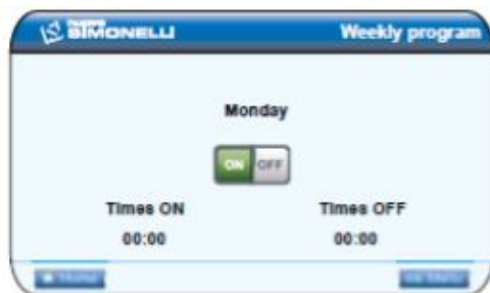 SIMONELLI Weekly program
Monday
ON OFF
Times ON Times OFF
00:00 00:00